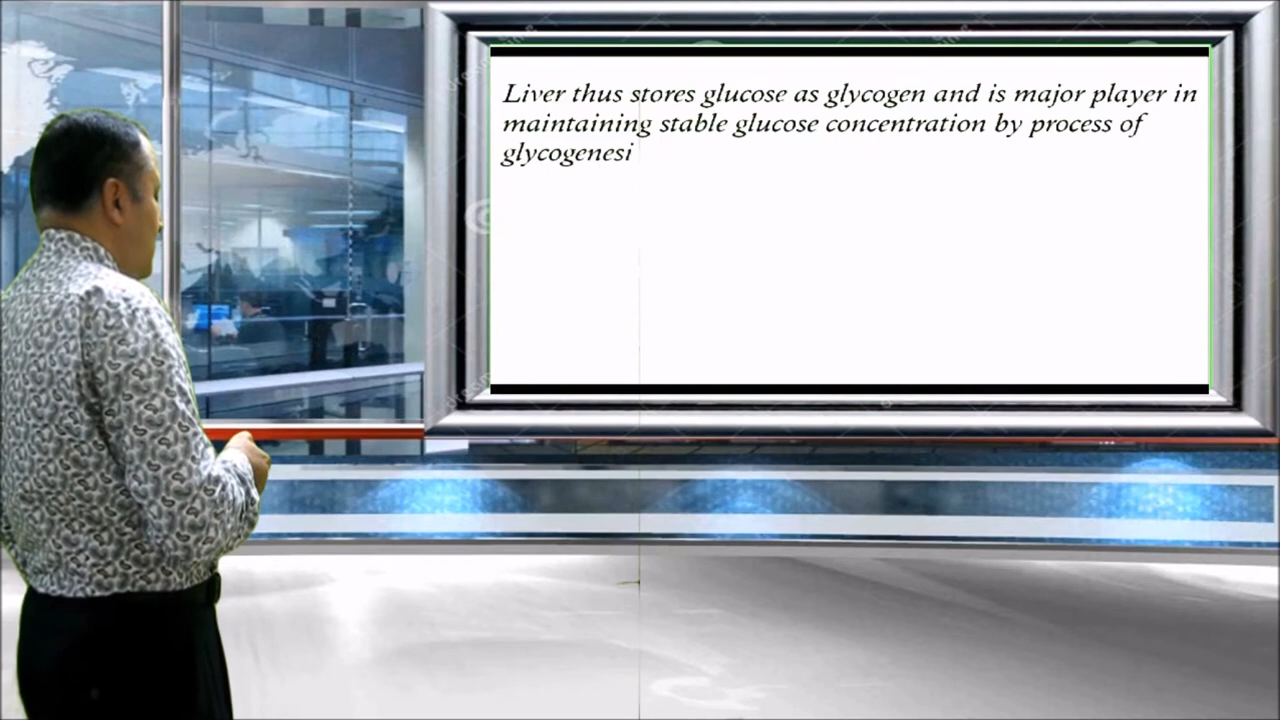 Liver thus stores glucose as glycogen and is major player in
maintaining stable glucose concentration by process of
glycogenesi